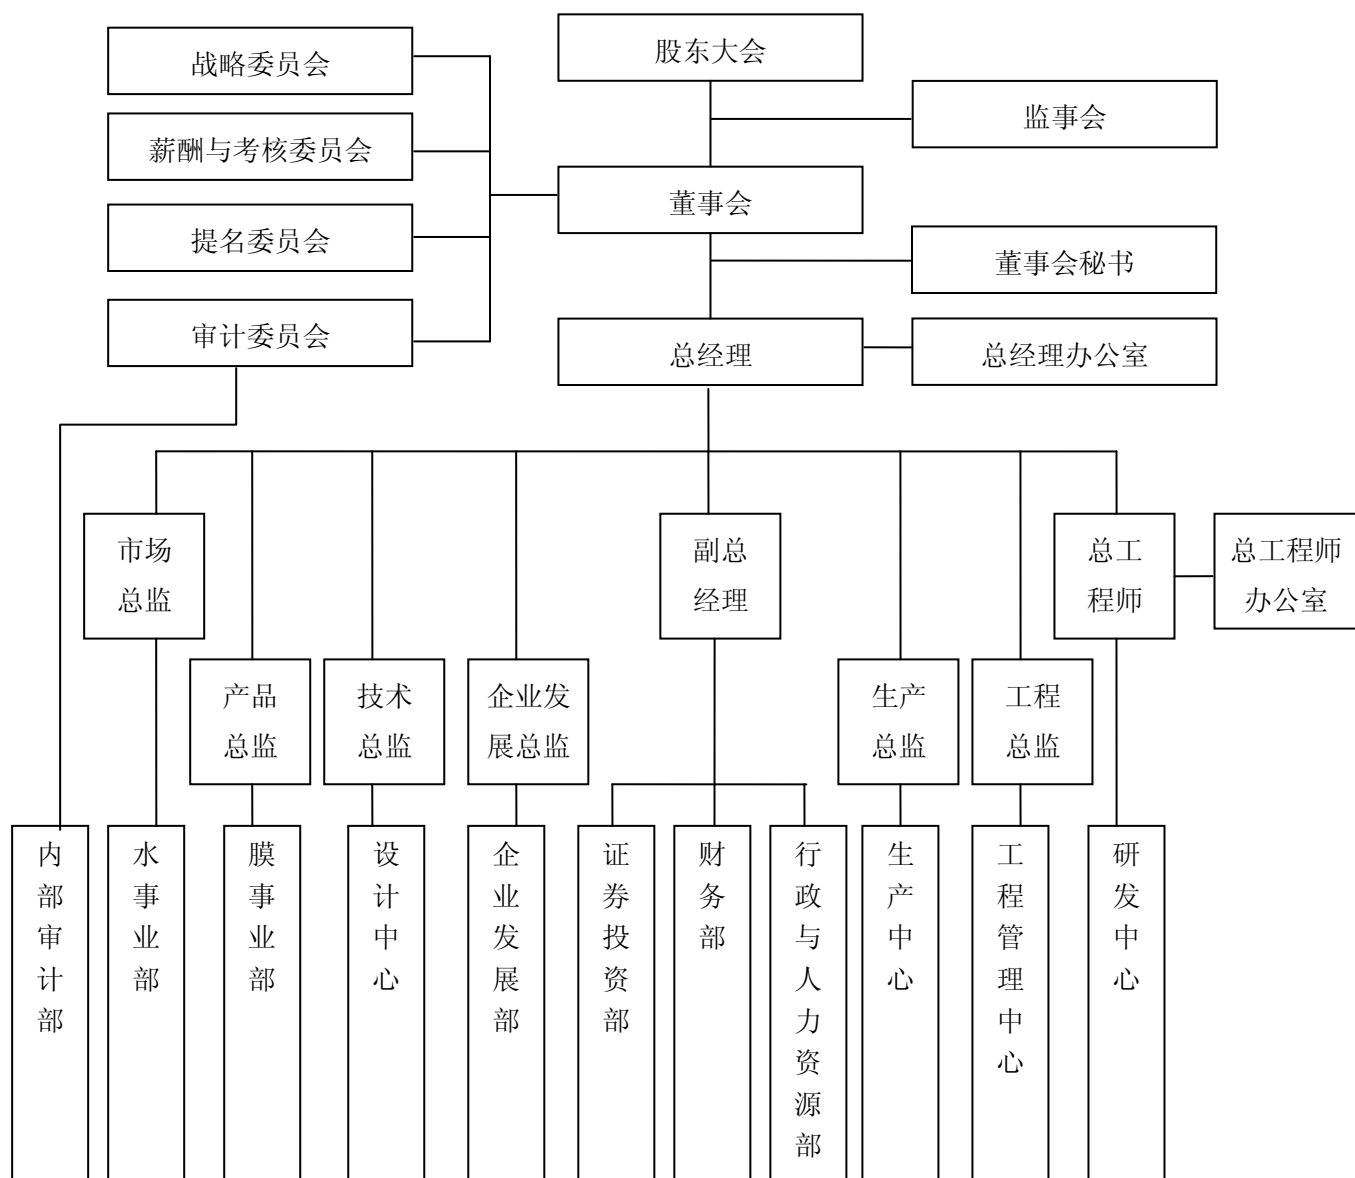 战略委员会
股东大会
监事会
薪酬与考核委员会
董事会
提名委员会
董事会秘书
审计委员会
总经理
总经理办公室
市场
总监
副总
经理
总工
程师
总工程师
办公室
产品
总监
技术
总监
企业发
展总监
生产
总监
工程
总监
内部审计部
水事业部
膜事业部
设计中心
企业发展部
证券投资部
财务部
行政与人力资源部
生产中心
工程管理中心
研发中心